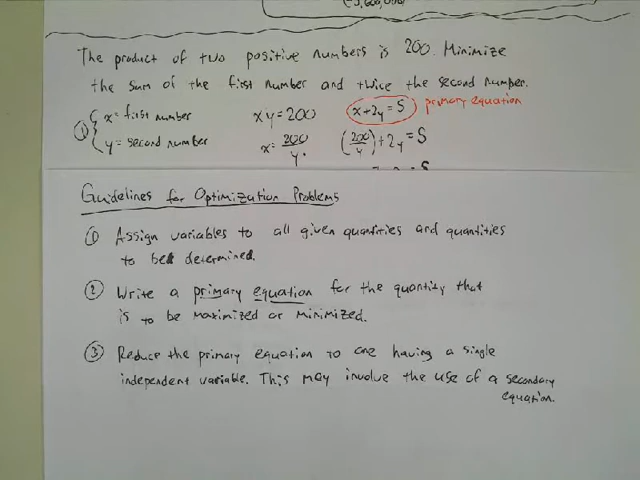 The product of two positive numbers is 200. Minimize
the sum of the first number and twice the second number.
① { x = first number
y = second number
xy = 200
x = 200/y.
x + 2y = S primary equation
(200/y) + 2y = S
Guidelines for Optimization Problems
① Assign variables to all given quantities and quantities
to be determined.
② Write a primary equation for the quantity that
is to be maximized or minimized.
③ Reduce the primary equation to one having a single
independent variable. This may involve the use of a secondary
equation.